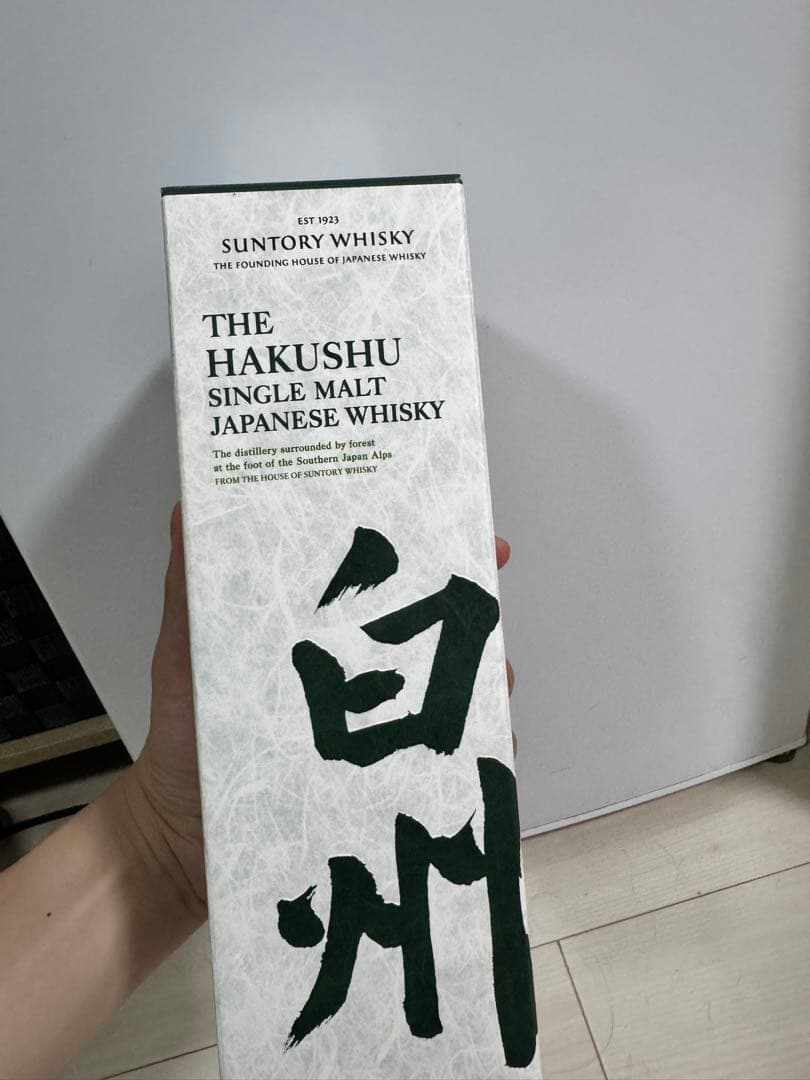 EST 1923
SUNTORY WHISKY
THE FOUNDING HOUSE OF JAPANESE WHISKY
THE
HAKUSHU
SINGLE MALT
JAPANESE WHISKY
The distillery surrounded by forest
at the foot of the Southern Japan Alps
FROM THE HOUSE OF SUNTORY WHISKY
白
州